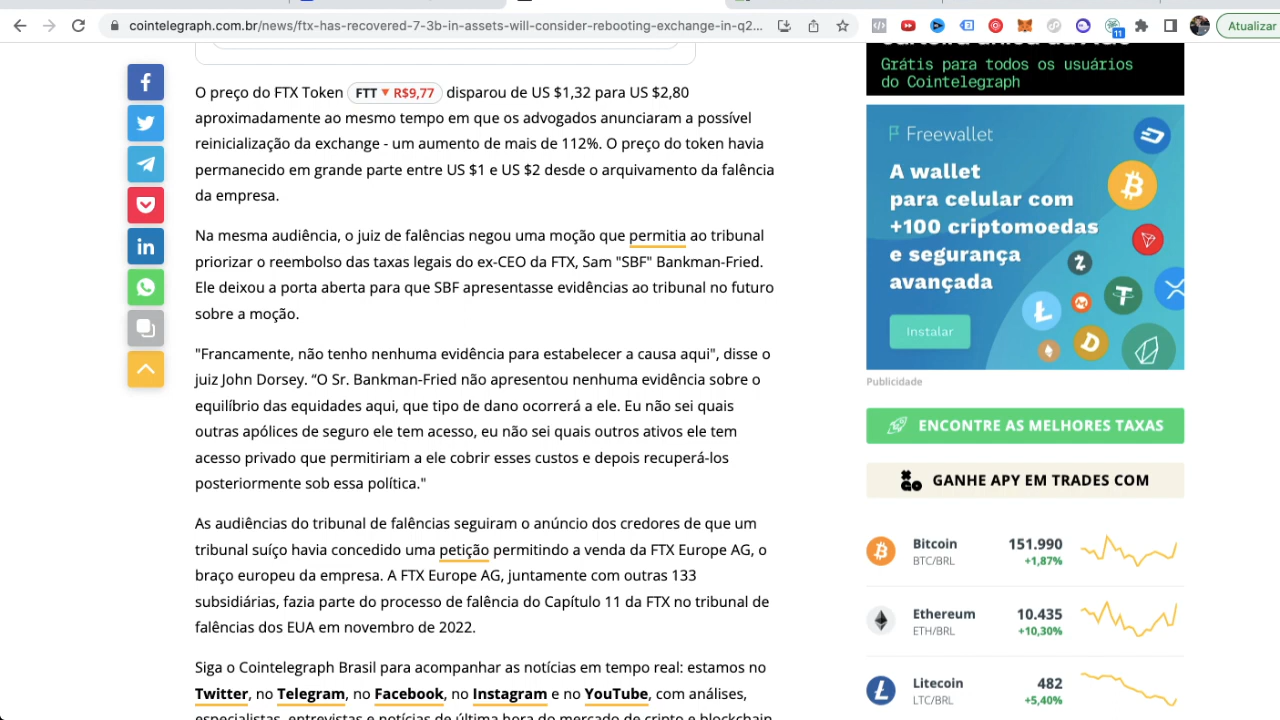 cointelegraph.com.br/news/ftx-has-recovered-7-3b-in-assets-will-consider-rebooting-exchange-in-q2...
11
Atualizar
O preço do FTX Token FTT ▼ R$9,77 disparou de US $1,32 para US $2,80
aproximadamente ao mesmo tempo em que os advogados anunciaram a possível
reinicialização da exchange - um aumento de mais de 112%. O preço do token havia
permanecido em grande parte entre US $1 e US $2 desde o arquivamento da falência
da empresa.
Na mesma audiência, o juiz de falências negou uma moção que permitia ao tribunal
priorizar o reembolso das taxas legais do ex-CEO da FTX, Sam "SBF" Bankman-Fried.
Ele deixou a porta aberta para que SBF apresentasse evidências ao tribunal no futuro
sobre a moção.
"Francamente, não tenho nenhuma evidência para estabelecer a causa aqui", disse o
juiz John Dorsey. “O Sr. Bankman-Fried não apresentou nenhuma evidência sobre o
equilíbrio das equidades aqui, que tipo de dano ocorrerá a ele. Eu não sei quais
outras apólices de seguro ele tem acesso, eu não sei quais outros ativos ele tem
acesso privado que permitiriam a ele cobrir esses custos e depois recuperá-los
posteriormente sob essa política."
As audiências do tribunal de falências seguiram o anúncio dos credores de que um
tribunal suíço havia concedido uma petição permitindo a venda da FTX Europe AG, o
braço europeu da empresa. A FTX Europe AG, juntamente com outras 133
subsidiárias, fazia parte do processo de falência do Capítulo 11 da FTX no tribunal de
falências dos EUA em novembro de 2022.
Siga o Cointelegraph Brasil para acompanhar as notícias em tempo real: estamos no
Twitter, no Telegram, no Facebook, no Instagram e no YouTube, com análises,
especialistas, entrevistas e notícias de última hora do mercado de cripto e blockchain
Grátis para todos os usuários
do Cointelegraph
Freewallet
A wallet
para celular com
+100 criptomoedas
e segurança
avançada
Instalar
Publicidade
ENCONTRE AS MELHORES TAXAS
GANHE APY EM TRADES COM
Bitcoin 151.990
BTC/BRL +1,87%
Ethereum 10.435
ETH/BRL +10,30%
Litecoin 482
LTC/BRL +5,40%